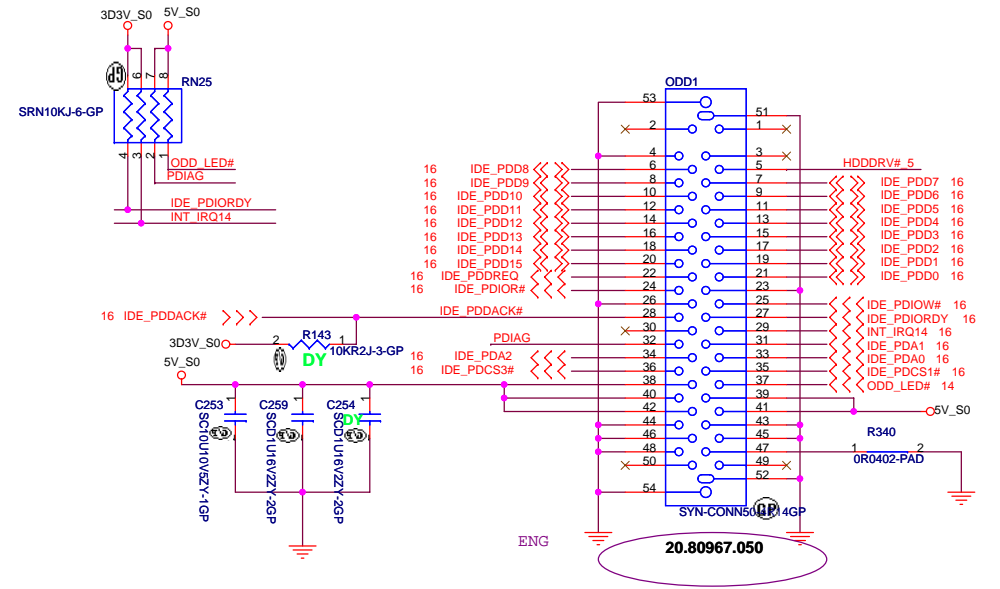 3D3V_S0
5V_S0
6
7
8
RN25
SRN10KJ-6-GP
4
3
2
1
ODD_LED#
PDIAG
IDE_PDIORDY
INT_IRQ14
ODD1
53
51
2
1
4
3
16 IDE_PDD8 6
5 HDDDRV#_5
16 IDE_PDD9 8
7 IDE_PDD7 16
16 IDE_PDD10 10
9 IDE_PDD6 16
16 IDE_PDD11 12
11 IDE_PDD5 16
16 IDE_PDD12 14
13 IDE_PDD4 16
16 IDE_PDD13 16
15 IDE_PDD3 16
16 IDE_PDD14 18
17 IDE_PDD2 16
16 IDE_PDD15 20
19 IDE_PDD1 16
16 IDE_PDDREQ 22
21 IDE_PDD0 16
16 IDE_PDIOR# 24
23
26
25 IDE_PDIOW# 16
16 IDE_PDDACK# IDE_PDDACK# 28
27 IDE_PDIORDY 16
30
29 INT_IRQ14 16
3D3V_S0 2 R143 1 10KR2J-3-GP
DY
PDIAG 32
31 IDE_PDA1 16
16 IDE_PDA2 34
33 IDE_PDA0 16
16 IDE_PDCS3# 36
35 IDE_PDCS1# 16
5V_S0
38
37 ODD_LED# 14
40
39
42
41 5V_S0
44
43
46
45
48
47
50
49
52
54
R340
1 2
0R0402-PAD
C253
1
SC10U10V5ZY-1GP
C259
1
SCD1U16V2ZY-2GP
C254
1
DY
SCD1U16V2ZY-2GP
GP
ENG
20.80967.050